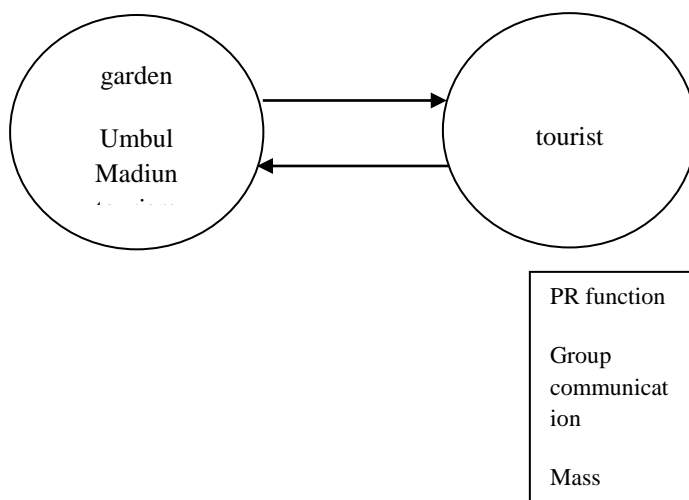 garden
Umbul
Madiun
tourist
PR function
Group
communicat
ion
Mass